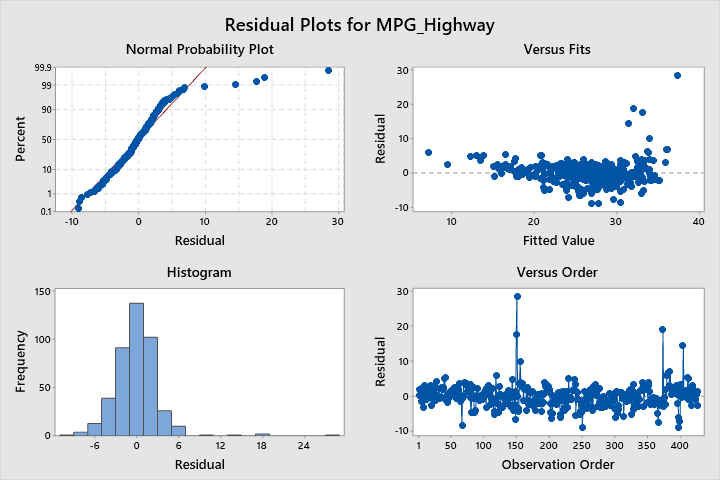 Residual Plots for MPG_Highway
Normal Probability Plot
Percent
99.9
99
90
50
10
1
0.1
-10 0 10 20 30
Residual
Versus Fits
Residual
30
20
10
0
-10
10 20 30 40
Fitted Value
Histogram
Frequency
150
100
50
0
-6 0 6 12 18 24
Residual
Versus Order
Residual
30
20
10
0
-10
1 50 100 150 200 250 300 350 400
Observation Order